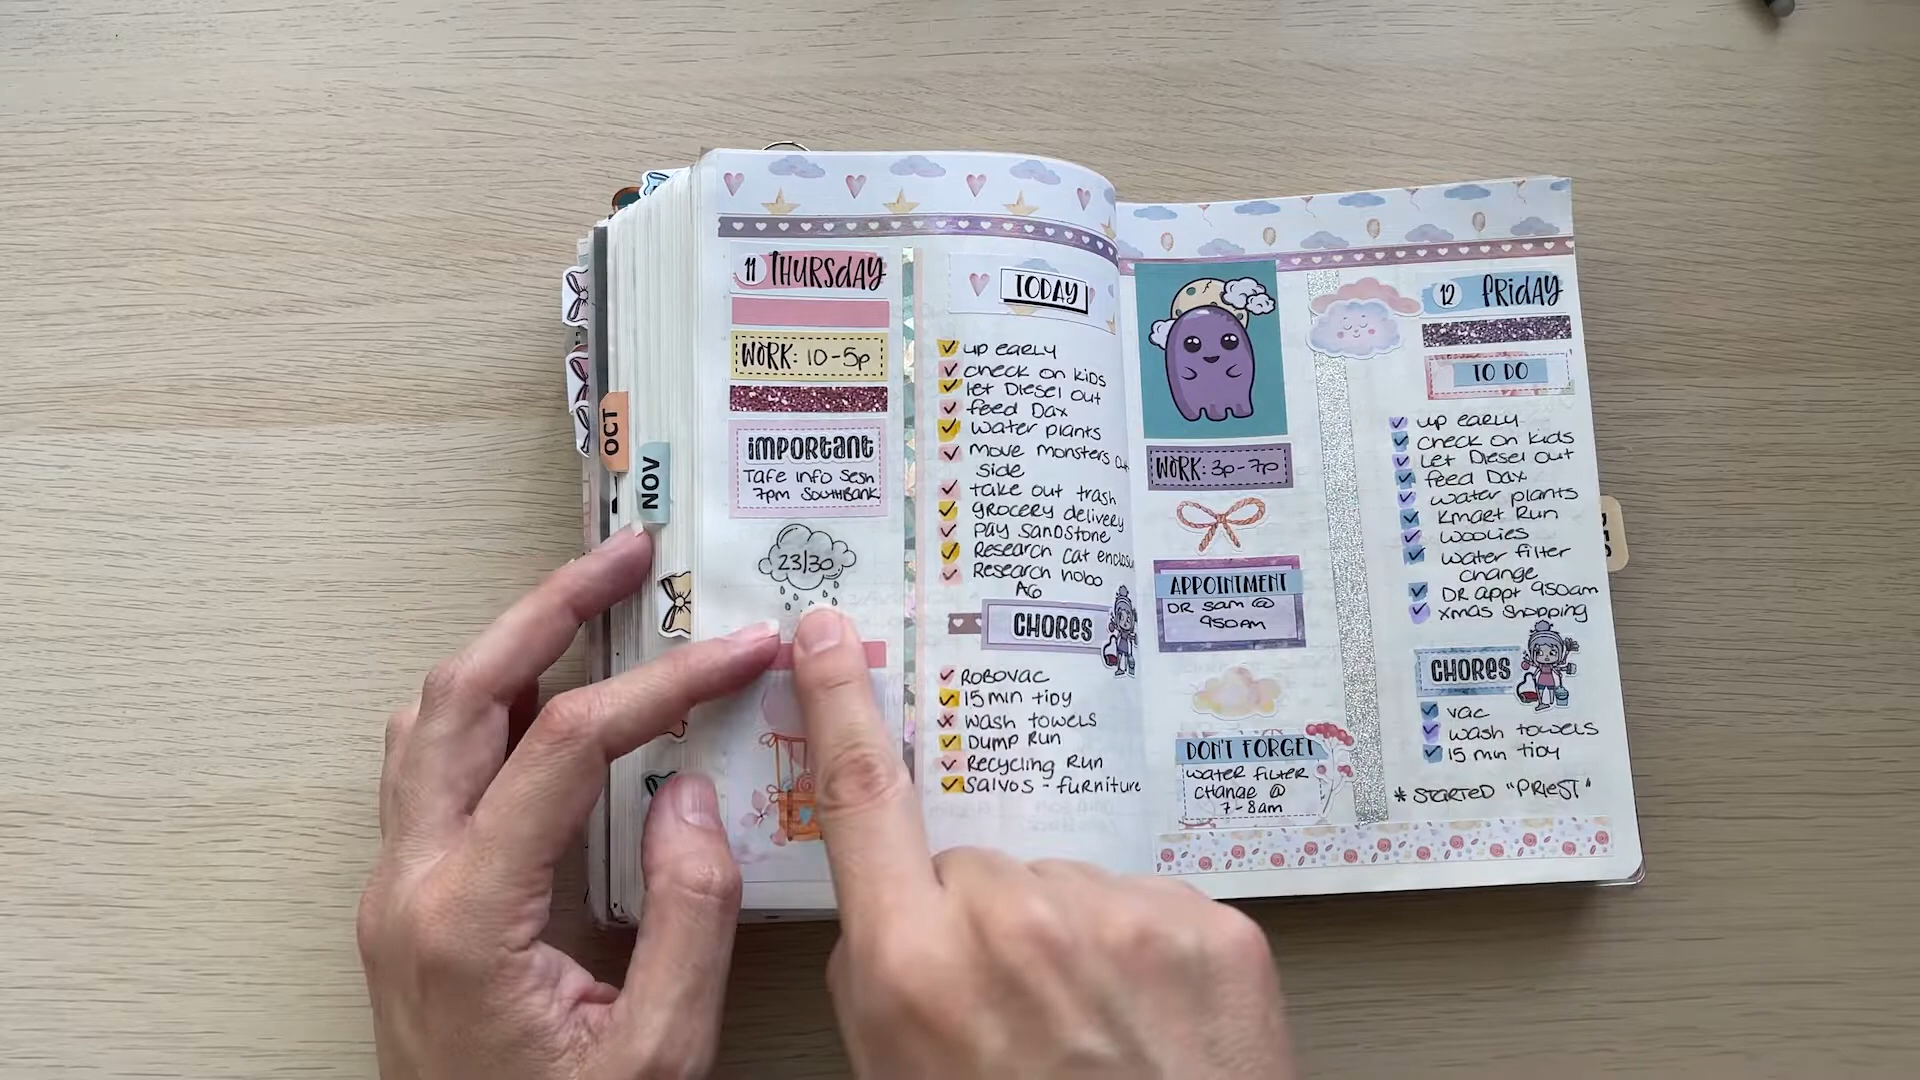 OCT
NOV
11 THURSDAY
WORK: 10-5p
IMPORTANT
Tafe info Sesh
7pm SOUTHBANK
23/30
TODAY
up early
check on kids
let Diesel out
feed Dax
water plants
move monsters
side
take out trash
grocery delivery
pay sandstone
Research cat
Research hobo
A6
CHORES
ROBOVAC
15 min tidy
wash towels
Dump Run
Recycling Run
Salvos - furniture
WORK: 3p-7p
APPOINTMENT
DR Sam @
950am
DON'T FORGET
water filter
change @
7-8am
12 FRIDAY
TO DO
up early
check on kids
Let Diesel out
feed Dax
water plants
Kmart Run
woolies
water filter
change
DR appt 950am
xmas shopping
CHORES
vac
wash towels
15 min tidy
* STARTED "PRIEST"